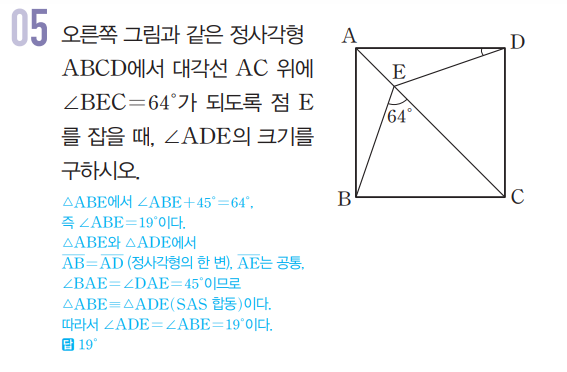 05
오른쪽 그림과 같은 정사각형
ABCD에서 대각선 AC 위에
∠BEC=64°가 되도록 점 E
를 잡을 때, ∠ADE의 크기를
구하시오.
△ABE에서 ∠ABE+45°=64°,
즉 ∠ABE=19°이다.
△ABE와 △ADE에서
A̅B̅=A̅D̅ (정사각형의 한 변), A̅E̅는 공통,
∠BAE=∠DAE=45°이므로
△ABE≡△ADE(SAS 합동)이다.
따라서 ∠ADE=∠ABE=19°이다.
답 19°
A
D
E
64°
B
C